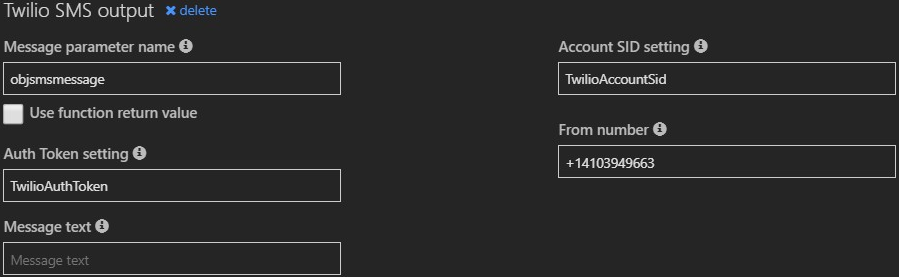 Twilio SMS output ✖ delete
Message parameter name
objsmsmessage
Use function return value
Auth Token setting
TwilioAuthToken
Message text
Message text
Account SID setting
TwilioAccountSid
From number
+14103949663